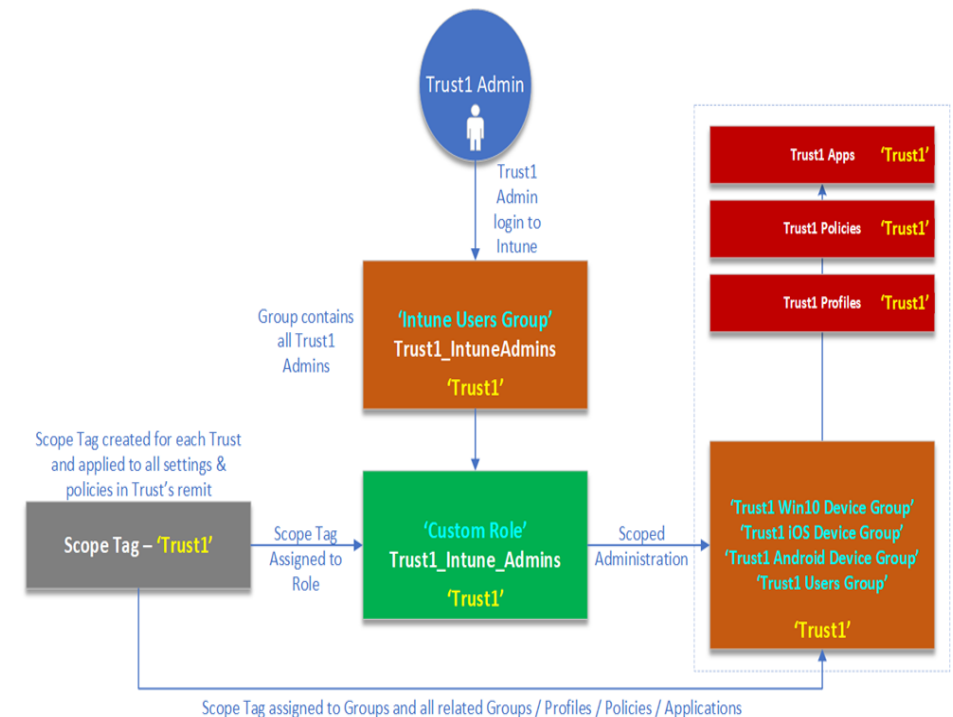 Trust1 Admin
Trust1
Admin
login to
Intune
Trust1 Apps 'Trust1'
Trust1 Policies 'Trust1'
Trust1 Profiles 'Trust1'
Group contains
all Trust1
Admins
'Intune Users Group'
Trust1_IntuneAdmins
'Trust1'
Scope Tag created for each Trust
and applied to all settings &
policies in Trust's remit
Scope Tag – 'Trust1'
Scope Tag
Assigned to
Role
'Custom Role'
Trust1_Intune_Admins
'Trust1'
Scoped
Administration
'Trust1 Win10 Device Group'
'Trust1 iOS Device Group'
'Trust1 Android Device Group'
'Trust1 Users Group'
'Trust1'
Scope Tag assigned to Groups and all related Groups / Profiles / Policies / Applications